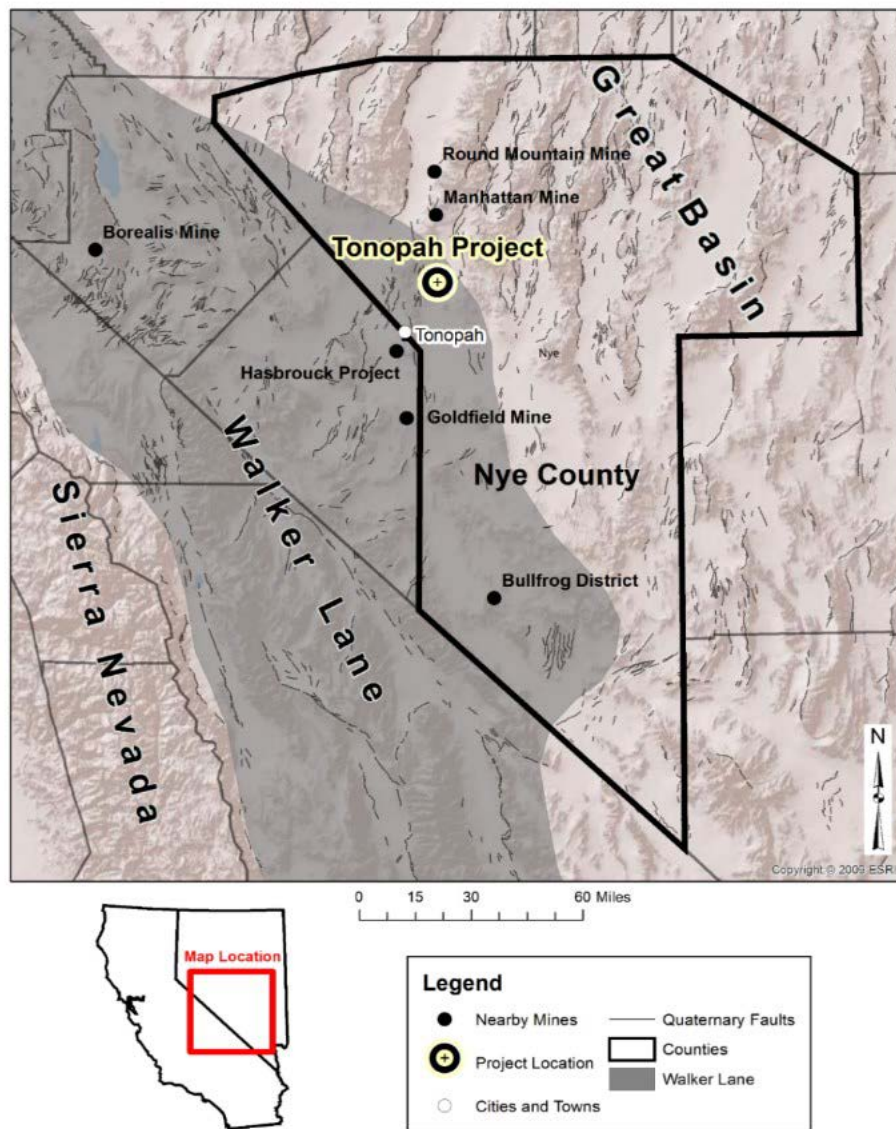 Great Basin
Round Mountain Mine
Manhattan Mine
Borealis Mine
Tonopah Project
Tonopah
Nye
Hasbrouck Project
Goldfield Mine
Walker Lane
Nye County
Sierra Nevada
Bullfrog District
N
Copyright © 2009 ESRI
0 15 30 60 Miles
Map Location
Legend
Nearby Mines
Quaternary Faults
Project Location
Counties
Walker Lane
Cities and Towns